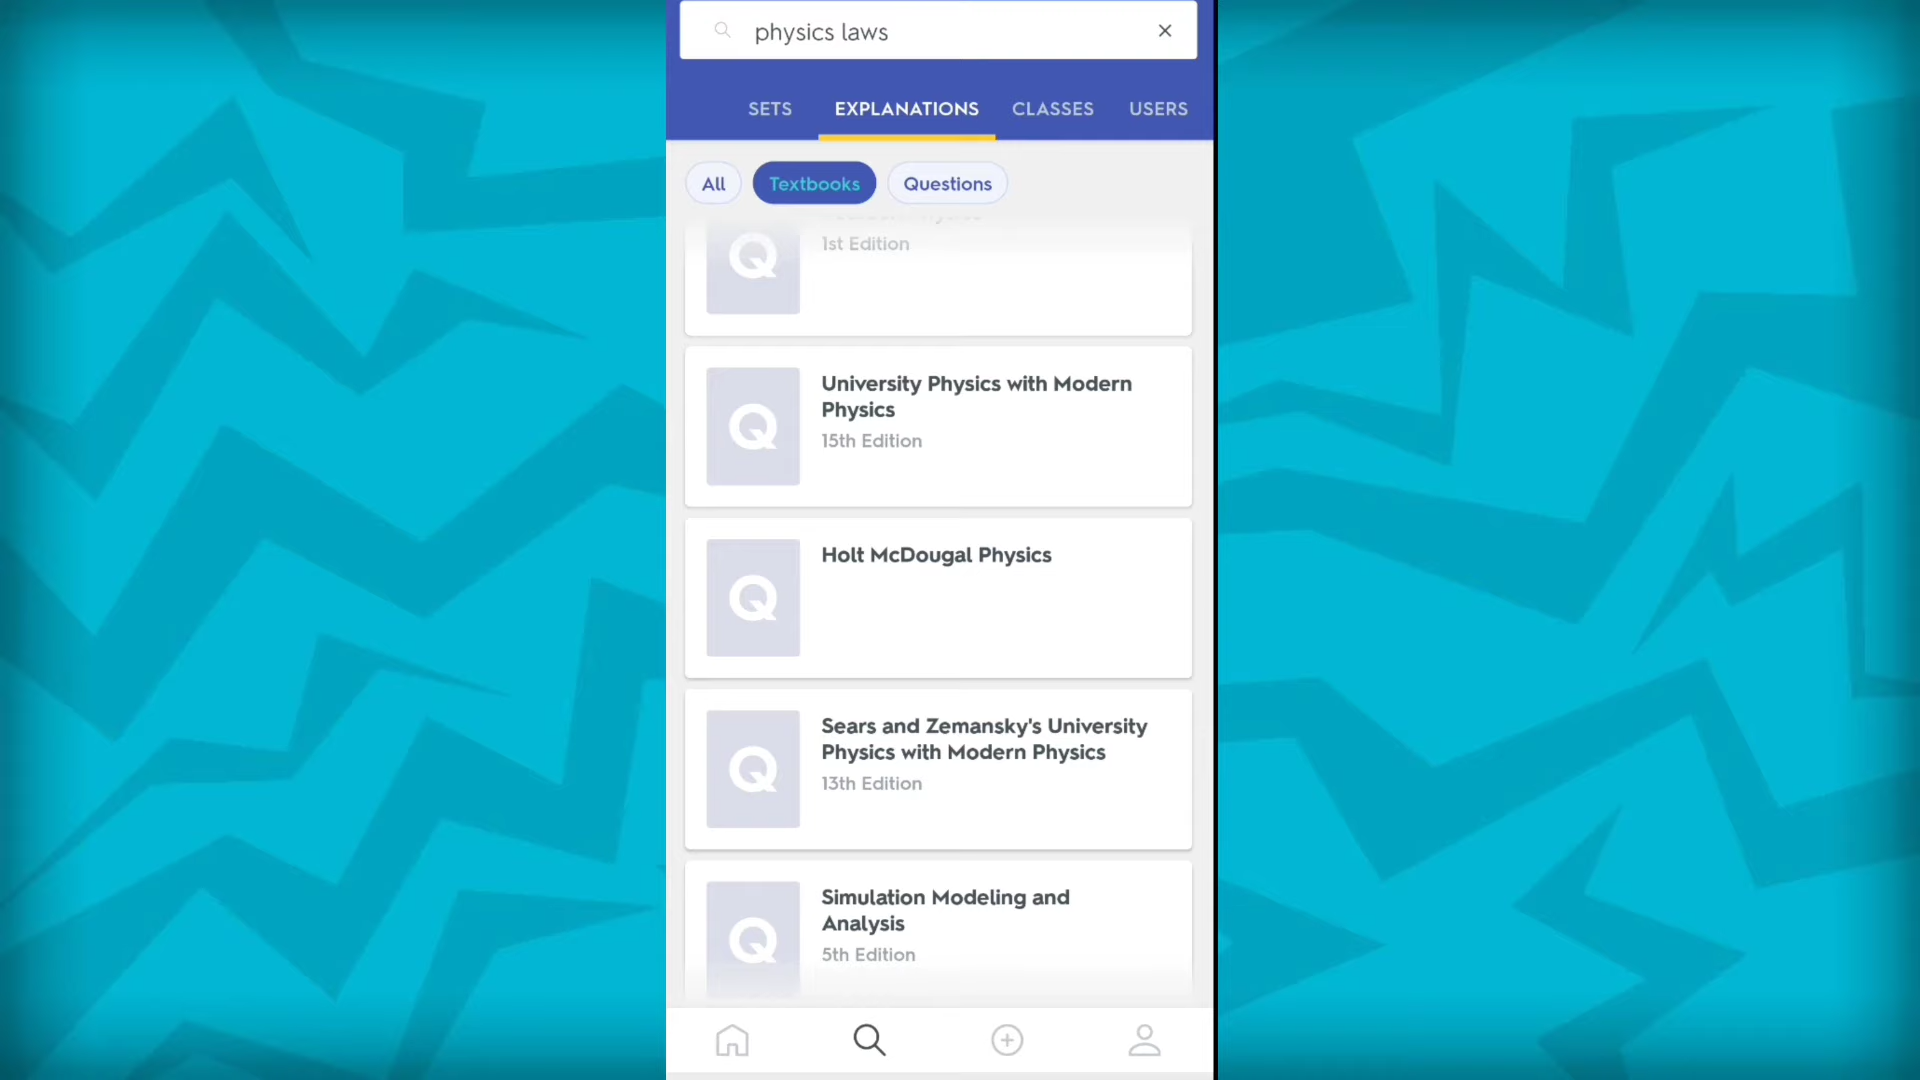 physics laws
SETS EXPLANATIONS CLASSES USERS
All Textbooks Questions
1st Edition
University Physics with Modern
Physics
15th Edition
Holt McDougal Physics
Sears and Zemansky's University
Physics with Modern Physics
13th Edition
Simulation Modeling and
Analysis
5th Edition